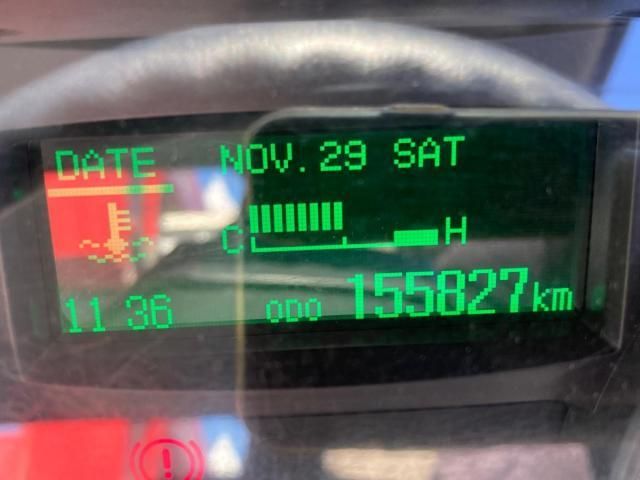 DATE NOV. 29 SAT
C H
11 36 ODO 155827km